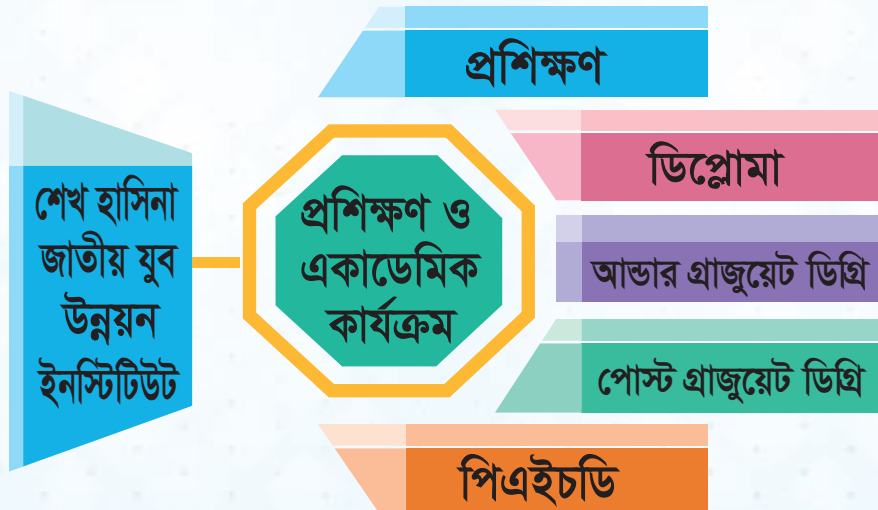 শেখ হাসিনা
জাতীয় যুব
উন্নয়ন
ইনস্টিটিউট
প্রশিক্ষণ ও
একাডেমিক
কার্যক্রম
প্রশিক্ষণ
ডিপ্লোমা
আন্ডার গ্রাজুয়েট ডিগ্রি
পোস্ট গ্রাজুয়েট ডিগ্রি
পিএইচডি